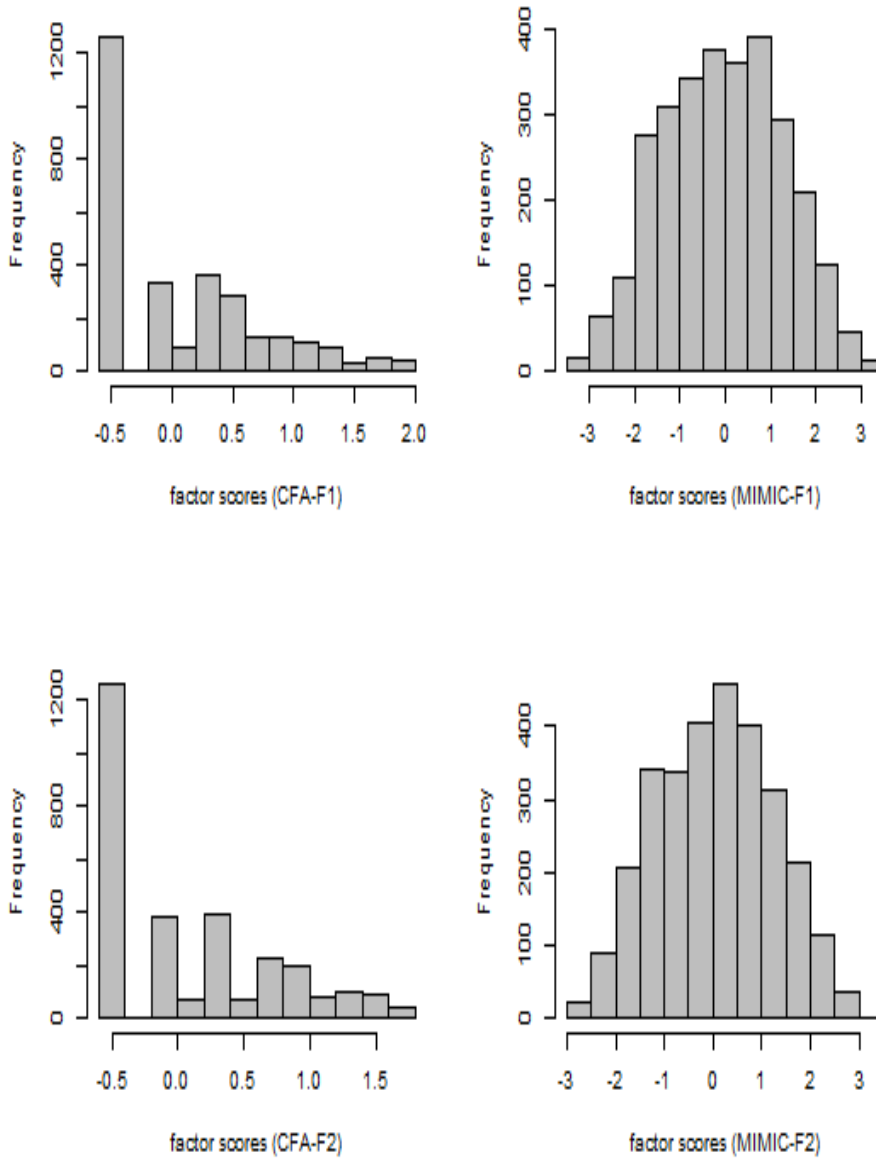 Frequency
0 400 800 1200
-0.5 0.0 0.5 1.0 1.5 2.0
factor scores (CFA-F1)
Frequency
0 100 200 300 400
-3 -2 -1 0 1 2 3
factor scores (MIMIC-F1)
Frequency
0 400 800 1200
-0.5 0.0 0.5 1.0 1.5
factor scores (CFA-F2)
Frequency
0 100 200 300 400
-3 -2 -1 0 1 2 3
factor scores (MIMIC-F2)